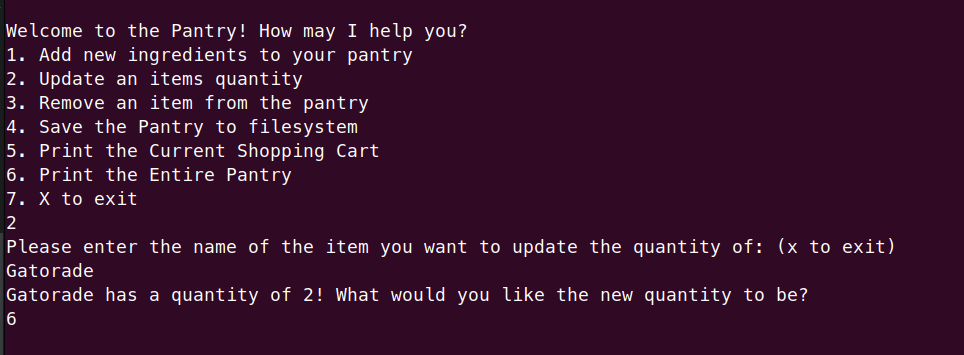 Welcome to the Pantry! How may I help you?
1. Add new ingredients to your pantry
2. Update an items quantity
3. Remove an item from the pantry
4. Save the Pantry to filesystem
5. Print the Current Shopping Cart
6. Print the Entire Pantry
7. X to exit
2
Please enter the name of the item you want to update the quantity of: (x to exit)
Gatorade
Gatorade has a quantity of 2! What would you like the new quantity to be?
6